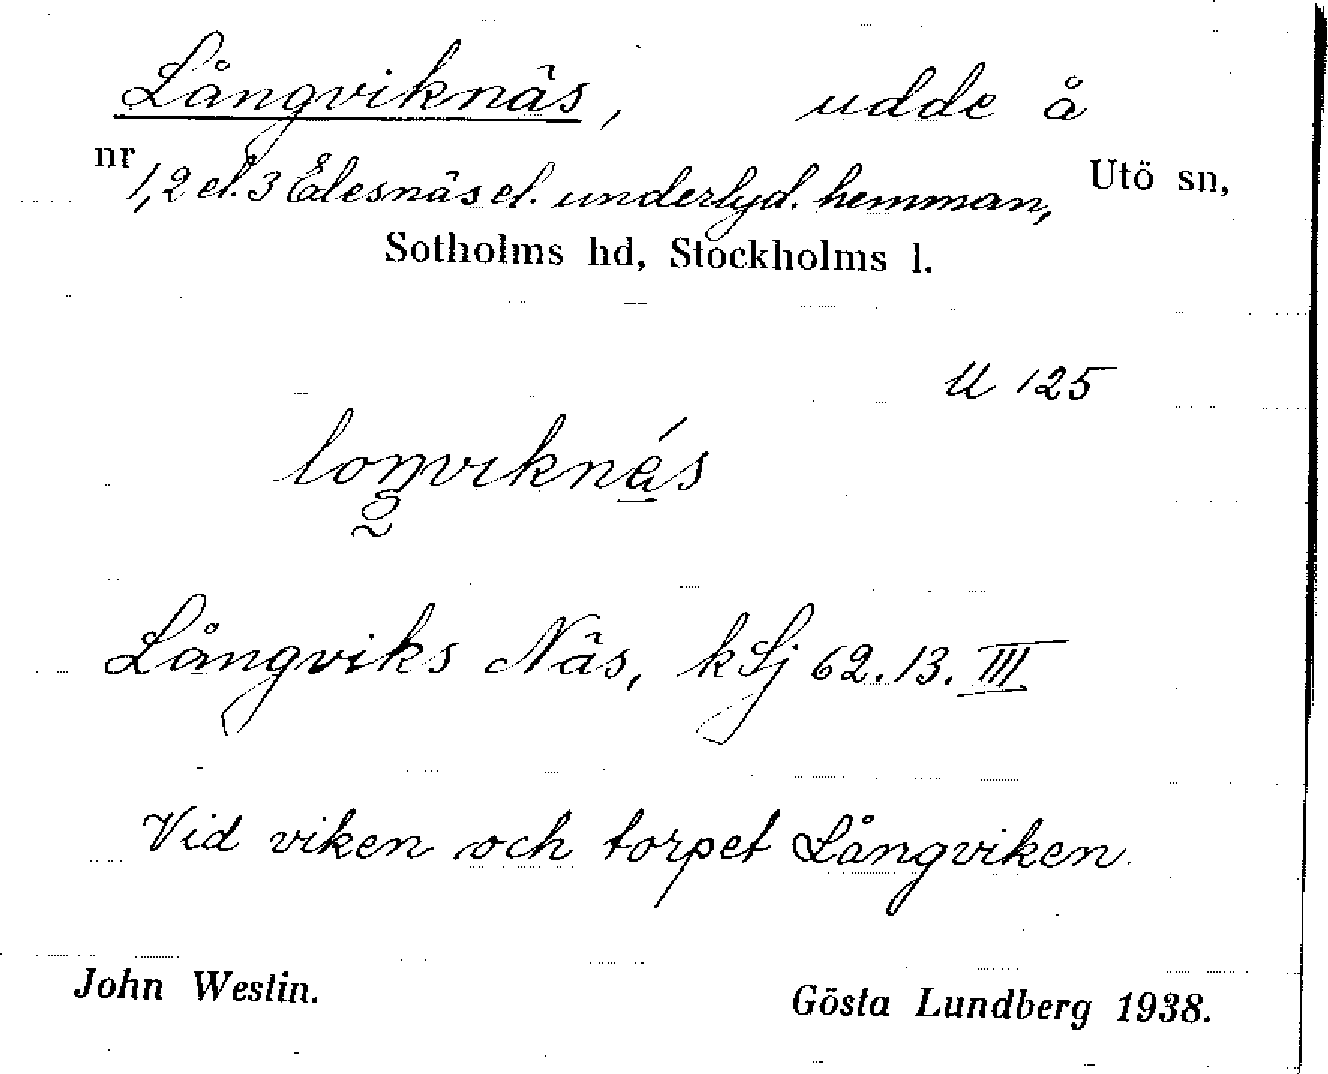 Långviknäs, udde å
nr 1,2 el. 3 Ålesnäs el. underlyd. hemman, Utö sn,
Sotholms hd, Stockholms l.
U 125
Långviks Näs, kSj 62.13.III
Vid viken och torpet Långviken.
John Westin. Gösta Lundberg 1938.